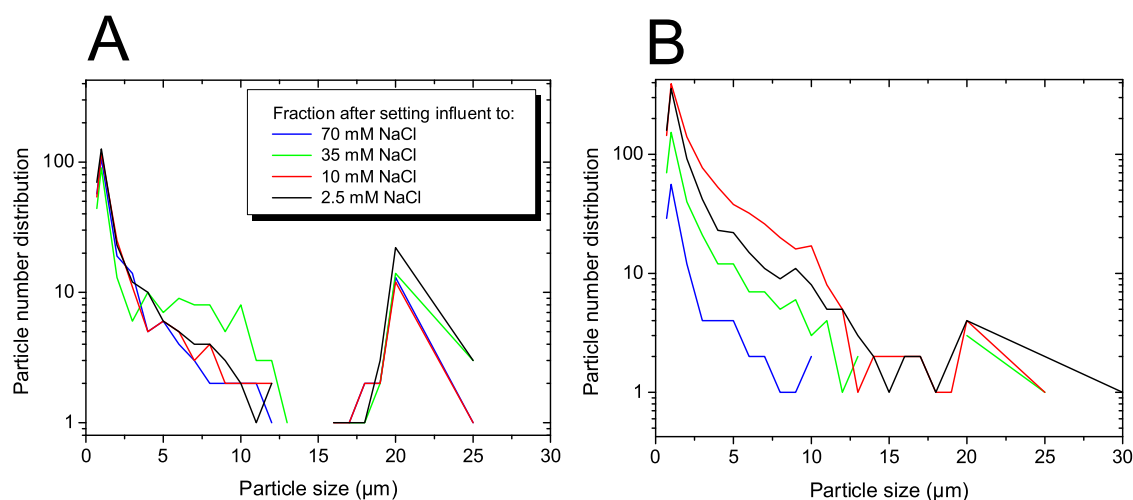 A
B
Fraction after setting influent to:
70 mM NaCl
35 mM NaCl
10 mM NaCl
2.5 mM NaCl
Particle number distribution
100
10
1
0 5 10 15 20 25 30
Particle size (µm)
Particle number distribution
100
10
1
0 5 10 15 20 25 30
Particle size (µm)